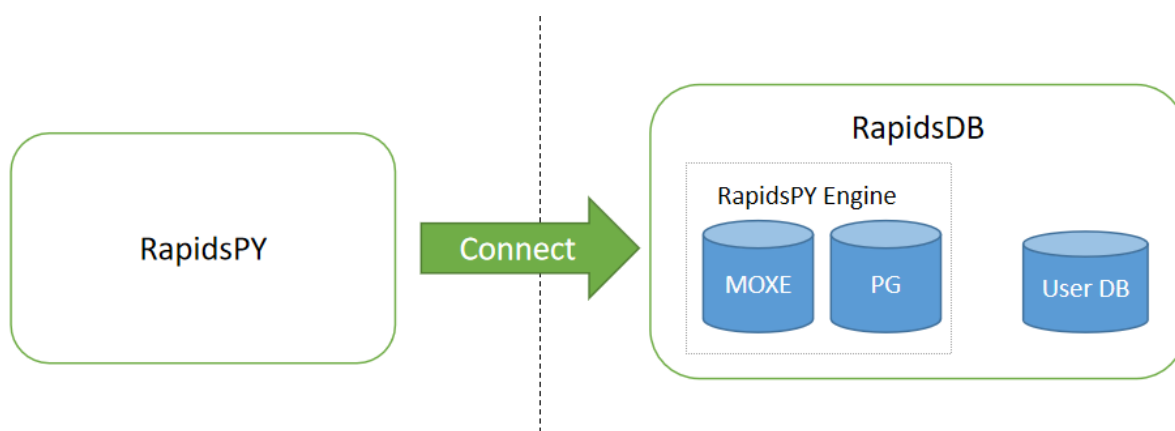 RapidsPY
Connect
RapidsDB
RapidsPY Engine
MOXE
PG
User DB